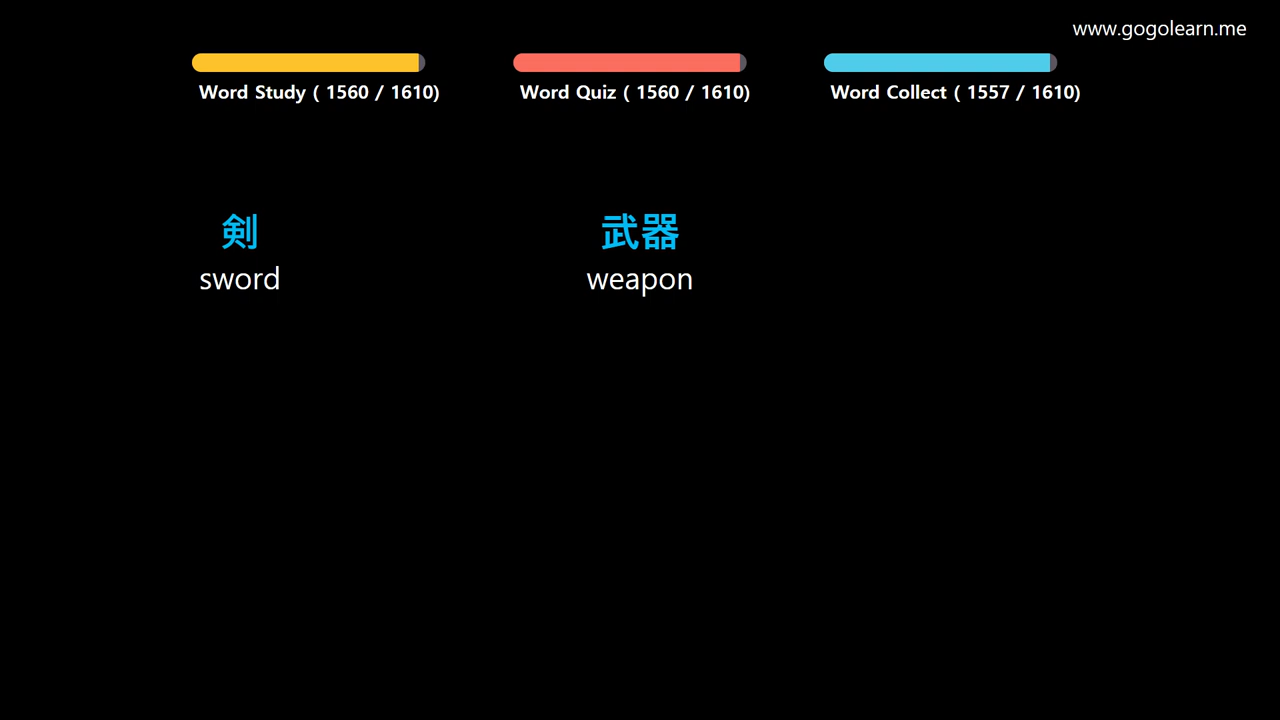 www.gogolearn.me
Word Study ( 1560 / 1610)
Word Quiz ( 1560 / 1610)
Word Collect ( 1557 / 1610)
剣
sword
武器
weapon